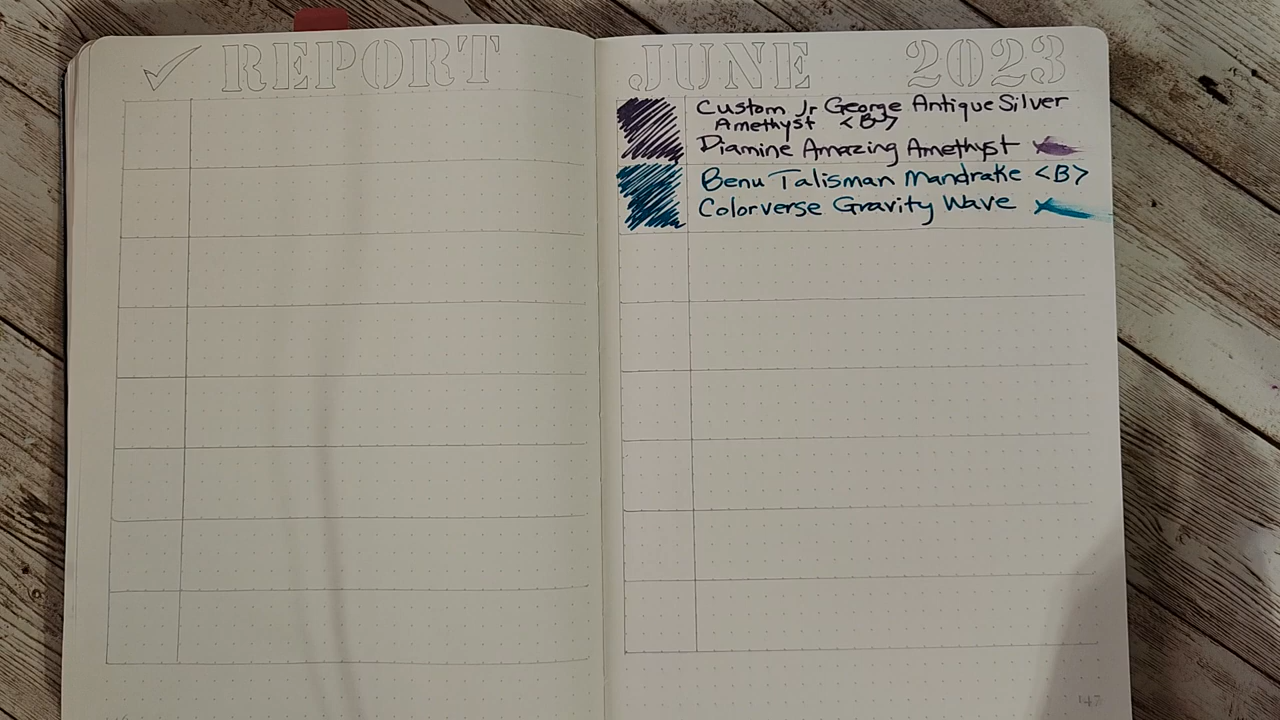 ✓ REPORT
JUNE 2023
Custom Jr George Antique Silver
Amethyst <B>
Diamine Amazing Amethyst
Benu Talisman Mandrake <B>
Colorverse Gravity Wave
147